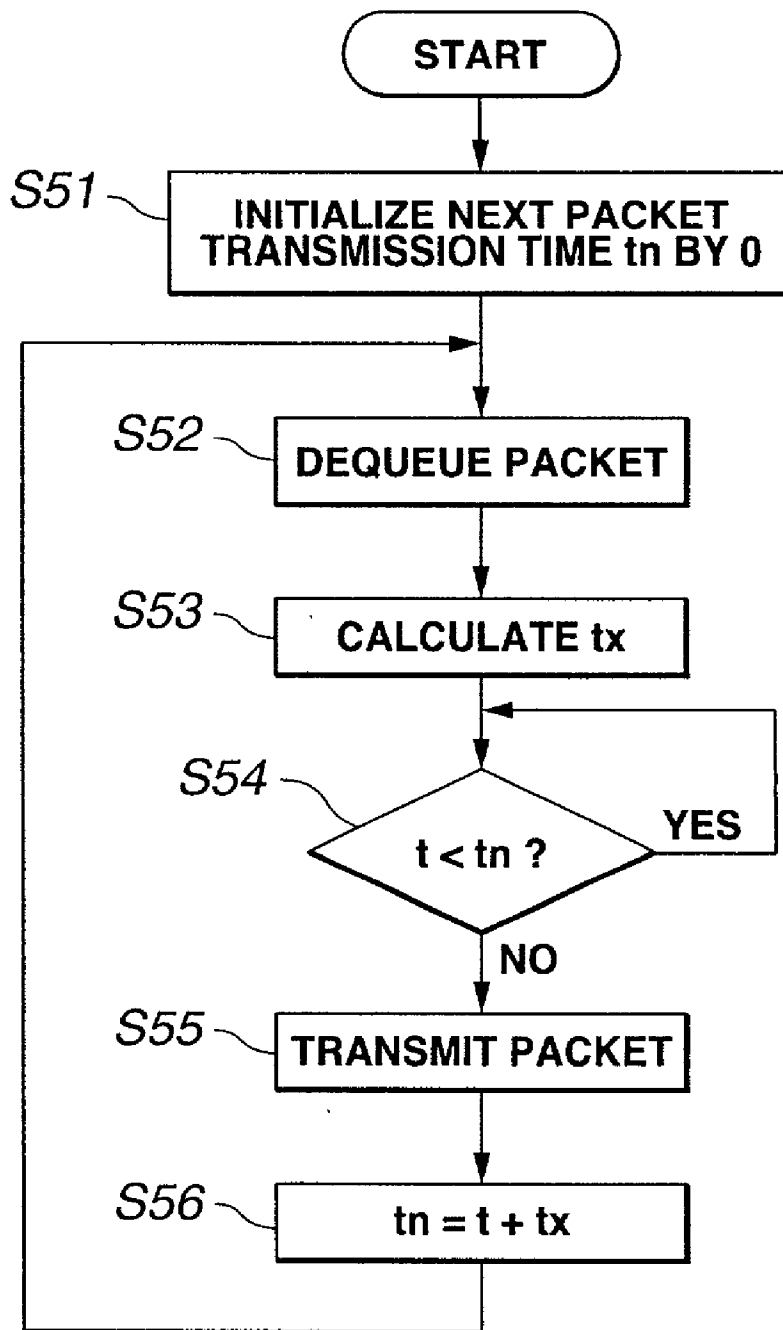 START
S51
INITIALIZE NEXT PACKET
TRANSMISSION TIME tn BY 0
S52
DEQUEUE PACKET
S53
CALCULATE tx
S54
t < tn ?
YES
NO
S55
TRANSMIT PACKET
S56
tn = t + tx